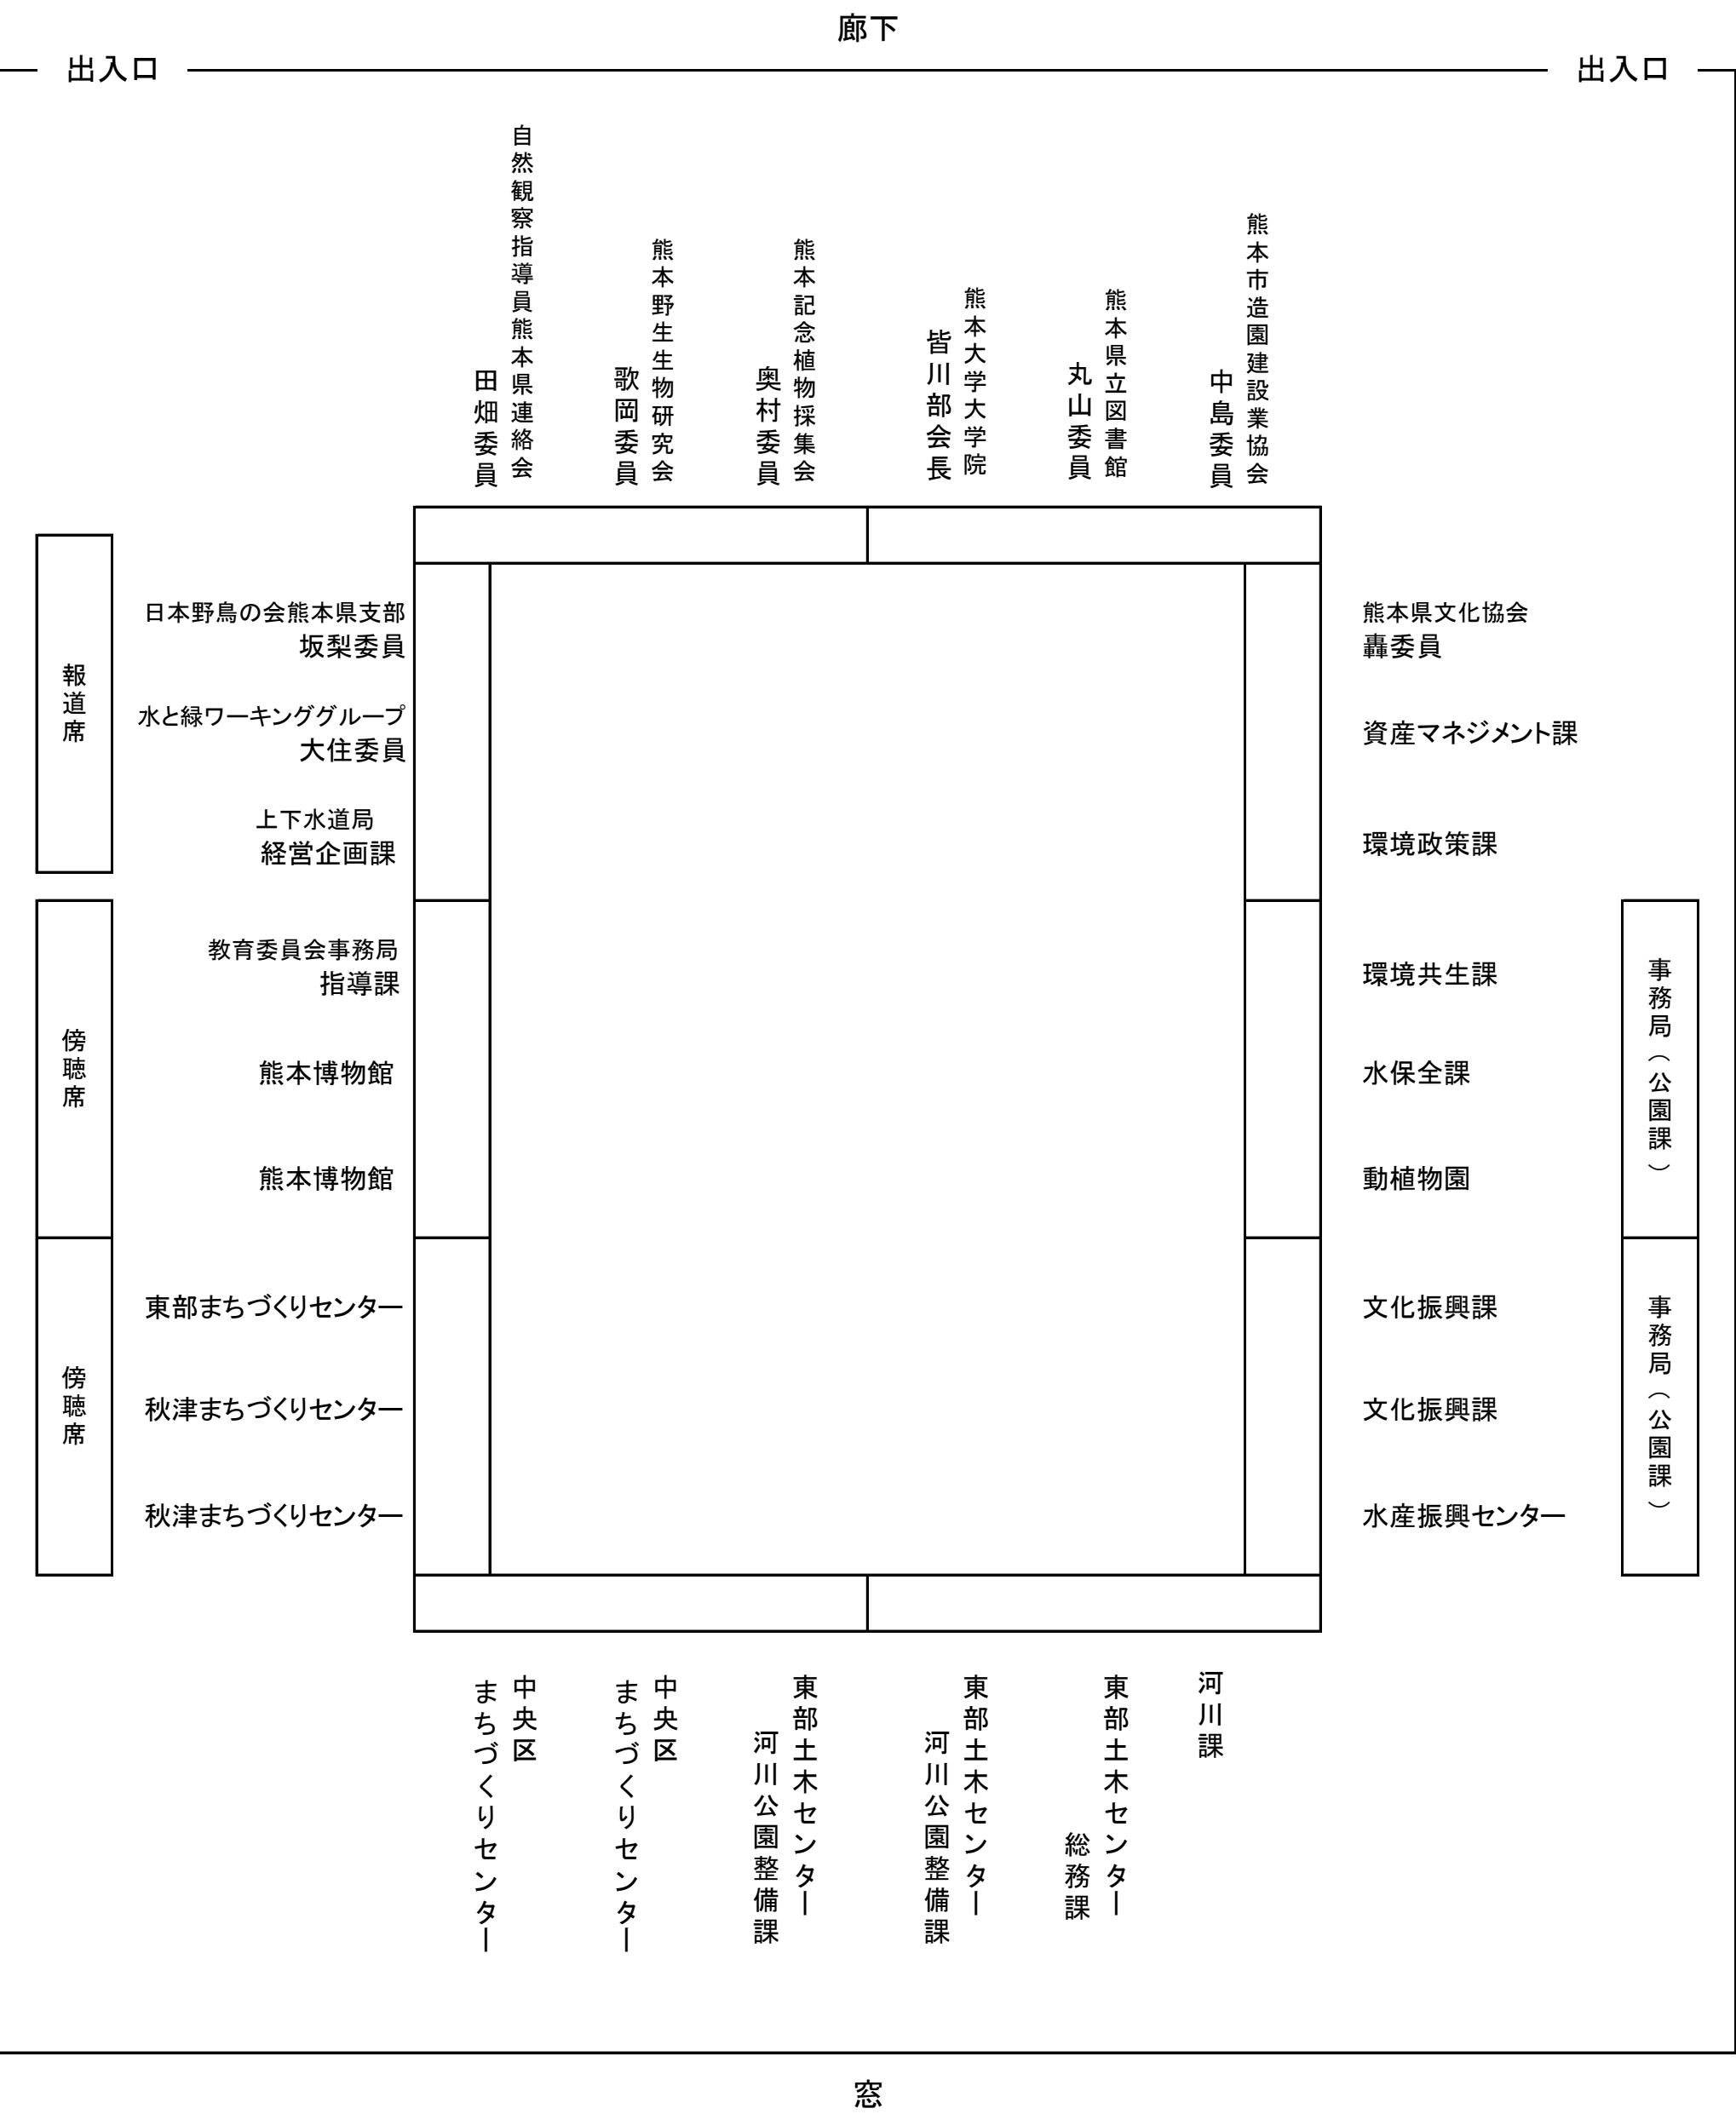 廊下
出入口
出入口
自然観察指導員熊本県連絡会
田畑委員
熊本野生生物研究会
歌岡委員
熊本記念植物採集会
奥村委員
熊本大学大学院
皆川部会長
熊本県立図書館
丸山委員
熊本市造園建設業協会
中島委員
報道席
日本野鳥の会熊本県支部
坂梨委員
水と緑ワーキンググループ
大住委員
上下水道局
経営企画課
傍聴席
教育委員会事務局
指導課
熊本博物館
熊本博物館
傍聴席
東部まちづくりセンター
秋津まちづくりセンター
秋津まちづくりセンター
熊本県文化協会
轟委員
資産マネジメント課
環境政策課
環境共生課
水保全課
動植物園
事務局（公園課）
文化振興課
文化振興課
水産振興センター
事務局（公園課）
中央区
まちづくりセンター
中央区
まちづくりセンター
東部土木センター
河川公園整備課
東部土木センター
河川公園整備課
東部土木センター
総務課
河川課
窓